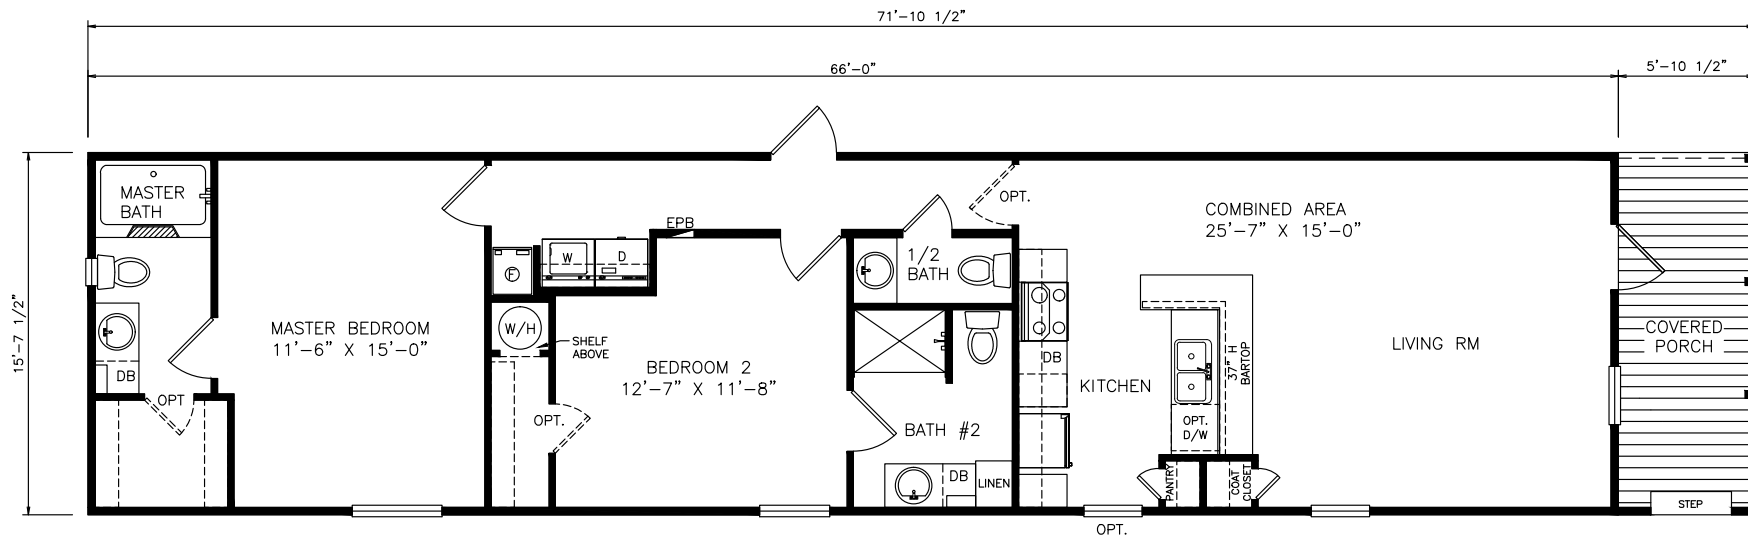 71'-10 1/2"
66'-0"
5'-10 1/2"
15'-7 1/2"
MASTER
BATH
DB
OPT
MASTER BEDROOM
11'-6" X 15'-0"
F
W
D
EPB
W/H
SHELF
ABOVE
OPT.
BEDROOM 2
12'-7" X 11'-8"
1/2
BATH
BATH #2
DB
LINEN
OPT.
COMBINED AREA
25'-7" X 15'-0"
DB
KITCHEN
37" H
BARTOP
OPT.
D/W
PANTRY
COAT
CLOSET
OPT.
LIVING RM
COVERED
PORCH
STEP